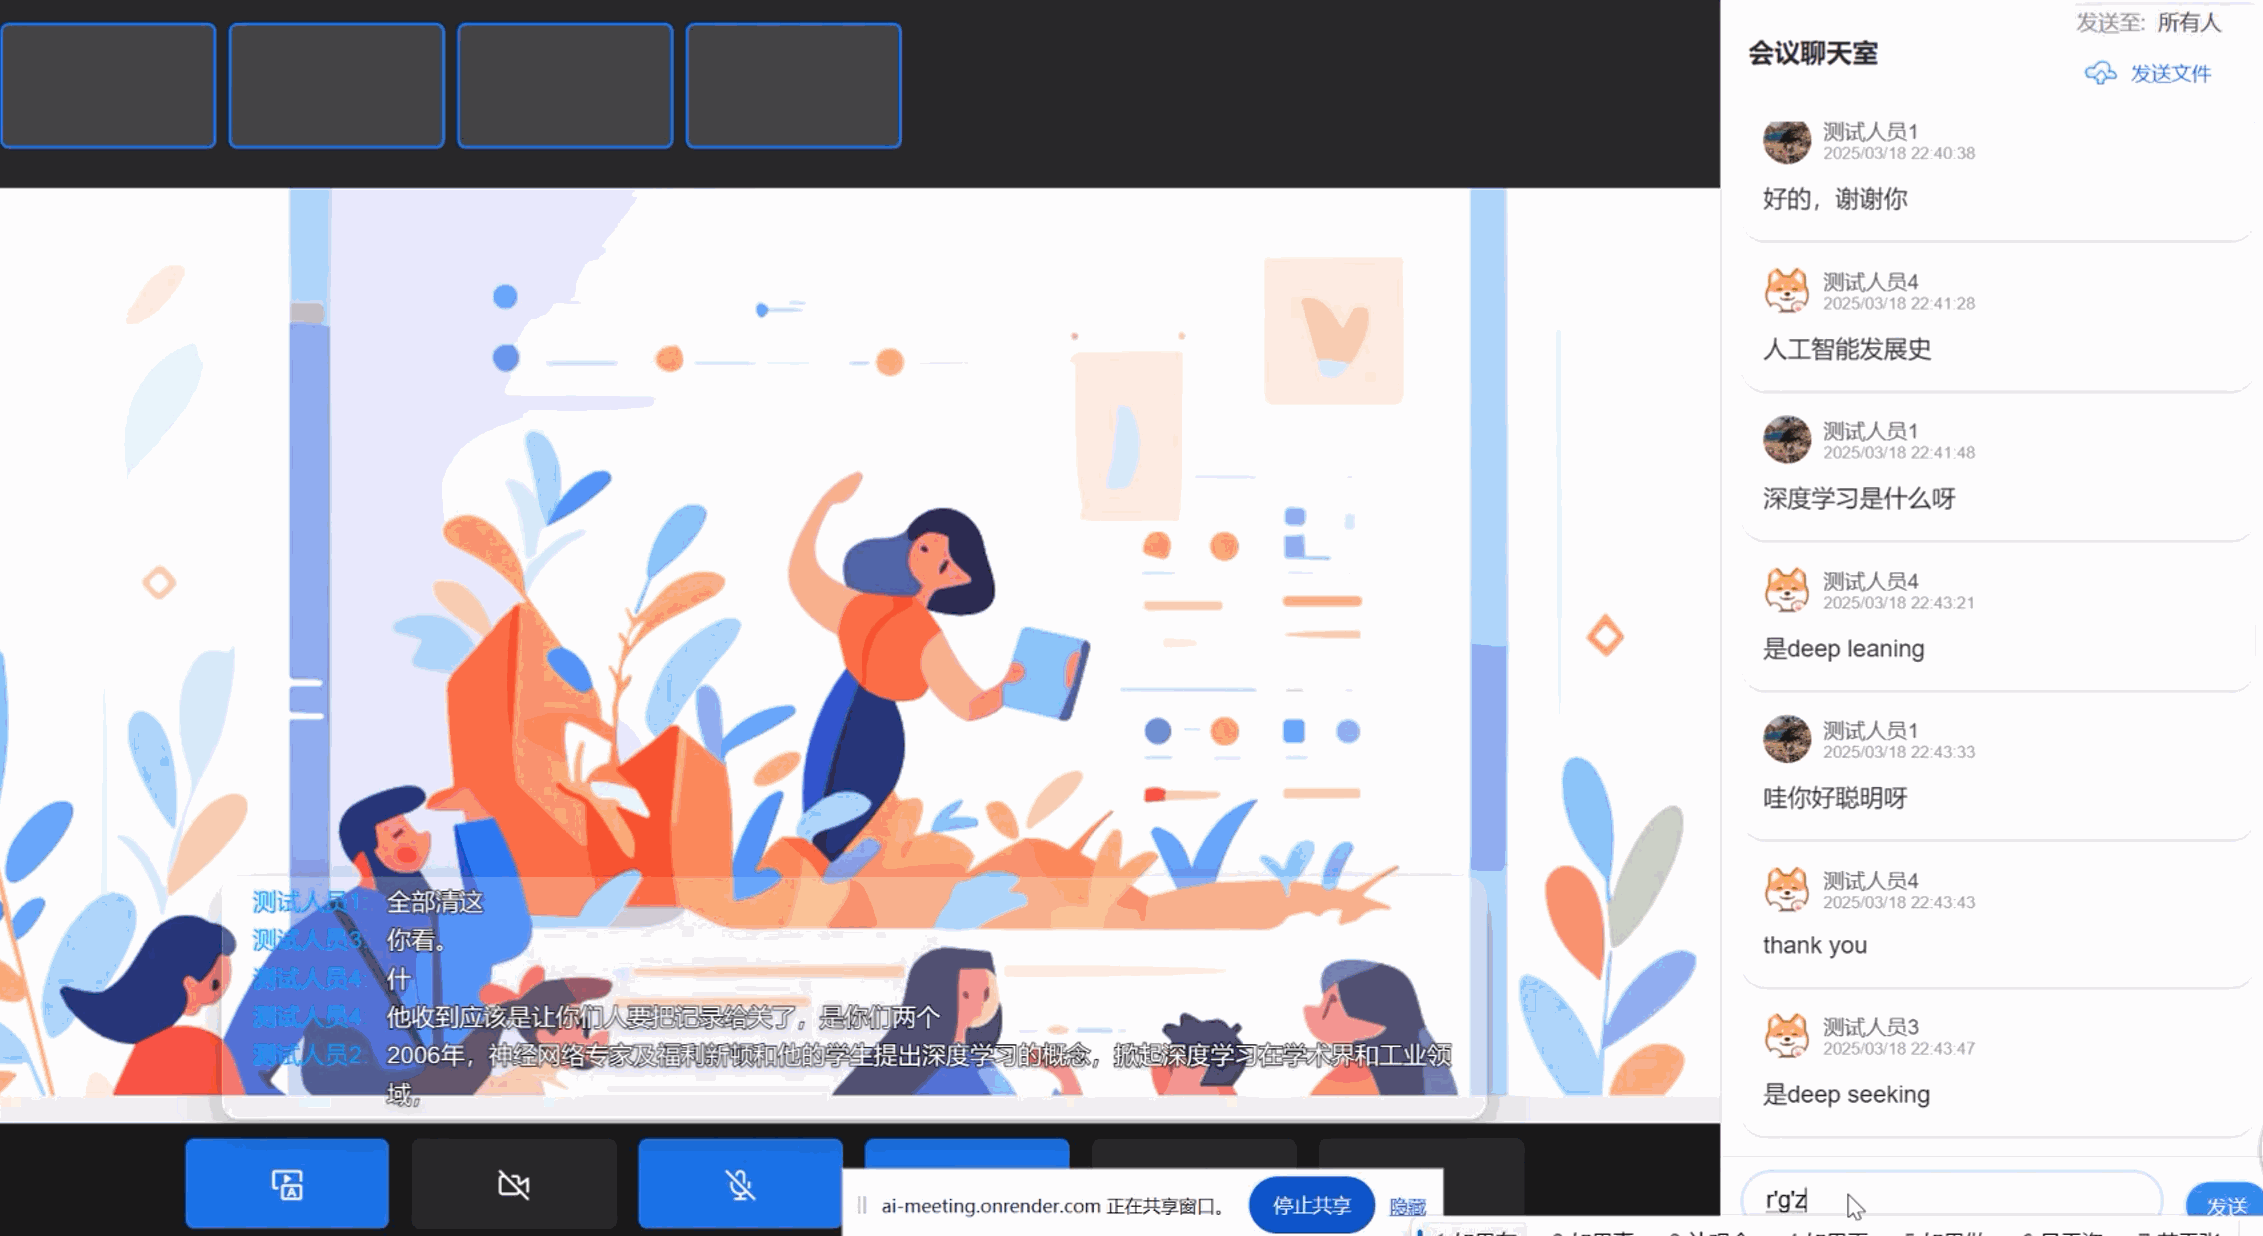 发送至: 所有人
会议聊天室
发送文件
测试人员1
2025/03/18 22:40:38
好的，谢谢你
测试人员4
2025/03/18 22:41:28
人工智能发展史
测试人员1
2025/03/18 22:41:48
深度学习是什么呀
测试人员4
2025/03/18 22:43:21
是deep leaning
测试人员1
2025/03/18 22:43:33
哇你好聪明呀
测试人员4
2025/03/18 22:43:43
thank you
测试人员3
2025/03/18 22:43:47
是deep seeking
测试人员1: 全部清这
测试人员3: 你看。
测试人员4: 什
测试人员4: 他收到应该是让你们人要把记录给关了，是你们两个
测试人员2: 2006年，神经网络专家及福利新顿和他的学生提出深度学习的概念，掀起深度学习在学术界和工业领
域，
ai-meeting.onrender.com 正在共享窗口。
停止共享
隐藏
r'g'z
发送